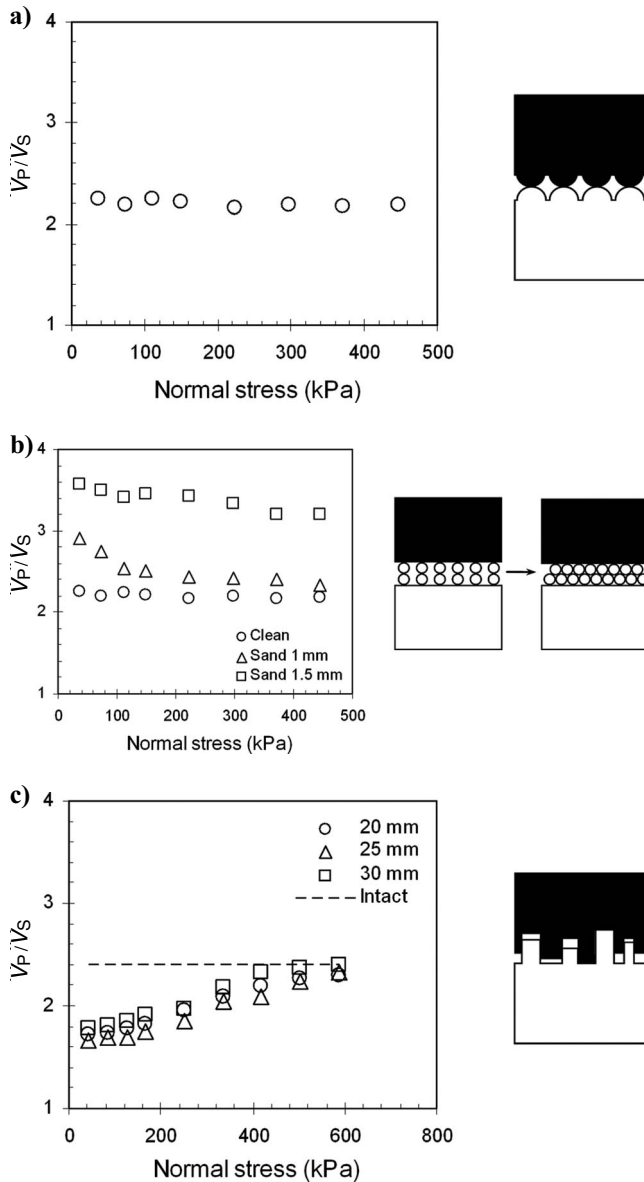 a)
4
3
2
1
VP/VS
0 100 200 300 400 500
Normal stress (kPa)
b)
4
3
2
1
VP/VS
Clean
Sand 1 mm
Sand 1.5 mm
0 100 200 300 400 500
Normal stress (kPa)
c)
4
3
2
1
VP/VS
20 mm
25 mm
30 mm
Intact
0 200 400 600 800
Normal stress (kPa)